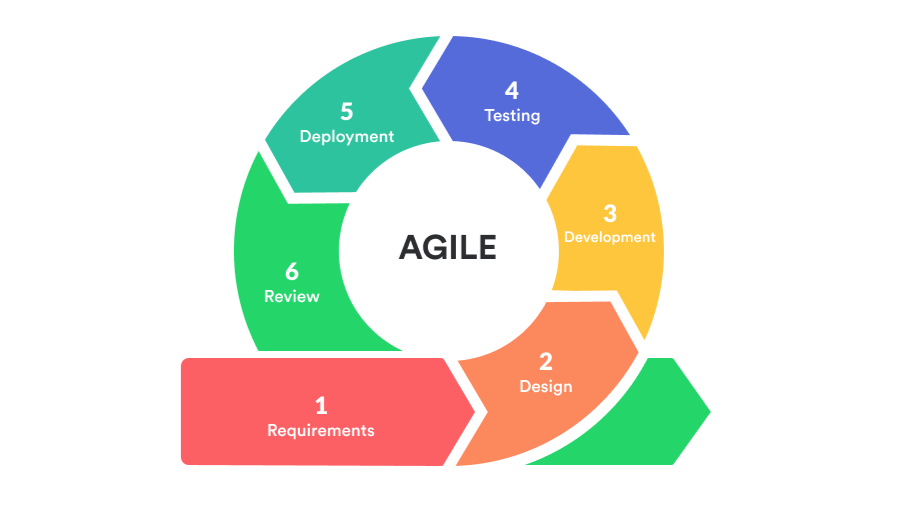 AGILE
1
Requirements
2
Design
3
Development
4
Testing
5
Deployment
6
Review